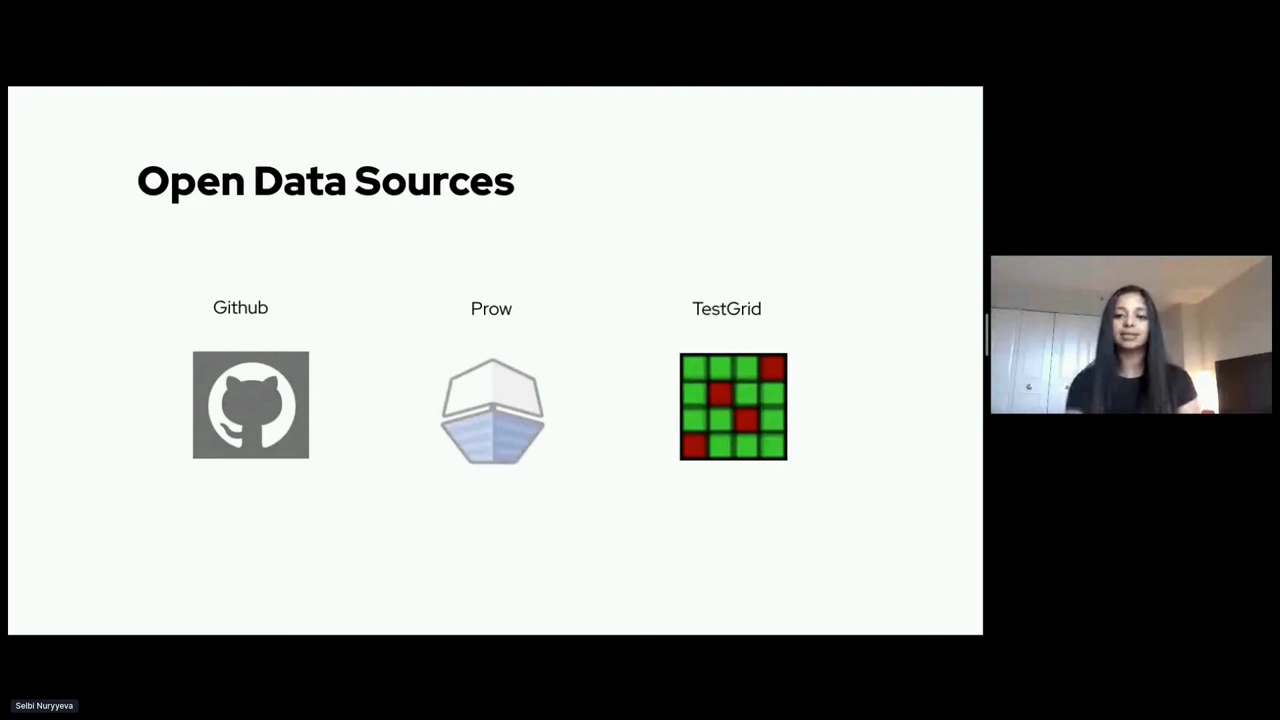 Open Data Sources
Github
Prow
TestGrid
Selbi Nuryyeva